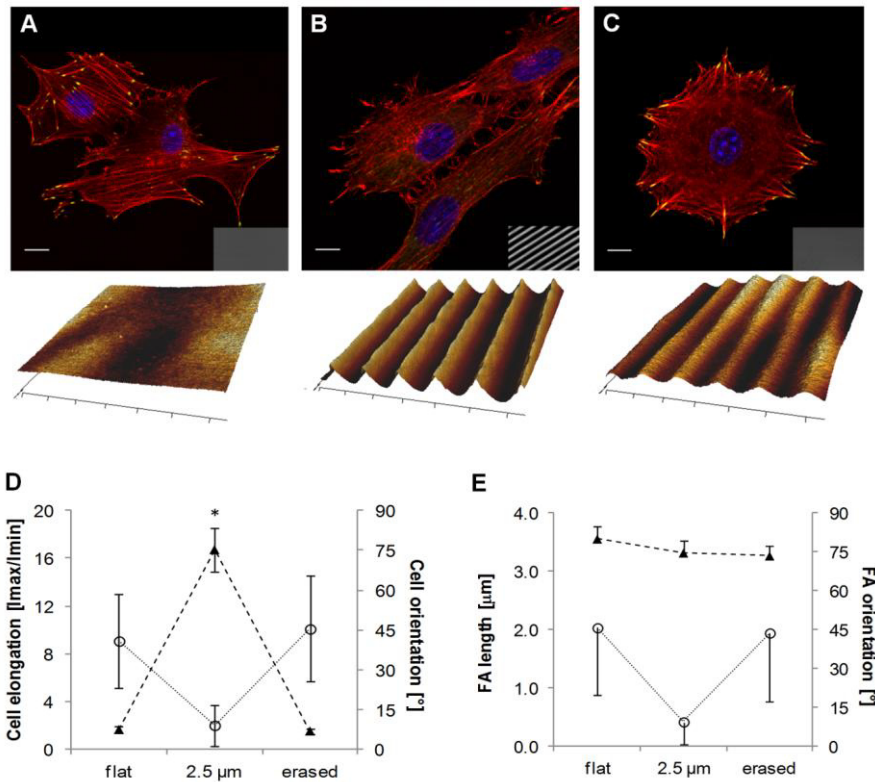 A
B
C
D
20
16
12
8
4
0
Cell elongation [Imax/Imin]
*
90
75
60
45
30
15
0
Cell orientation [°]
flat 2.5 µm erased
E
4.0
3.0
2.0
1.0
0.0
FA length [µm]
90
75
60
45
30
15
0
FA orientation [°]
flat 2.5 µm erased